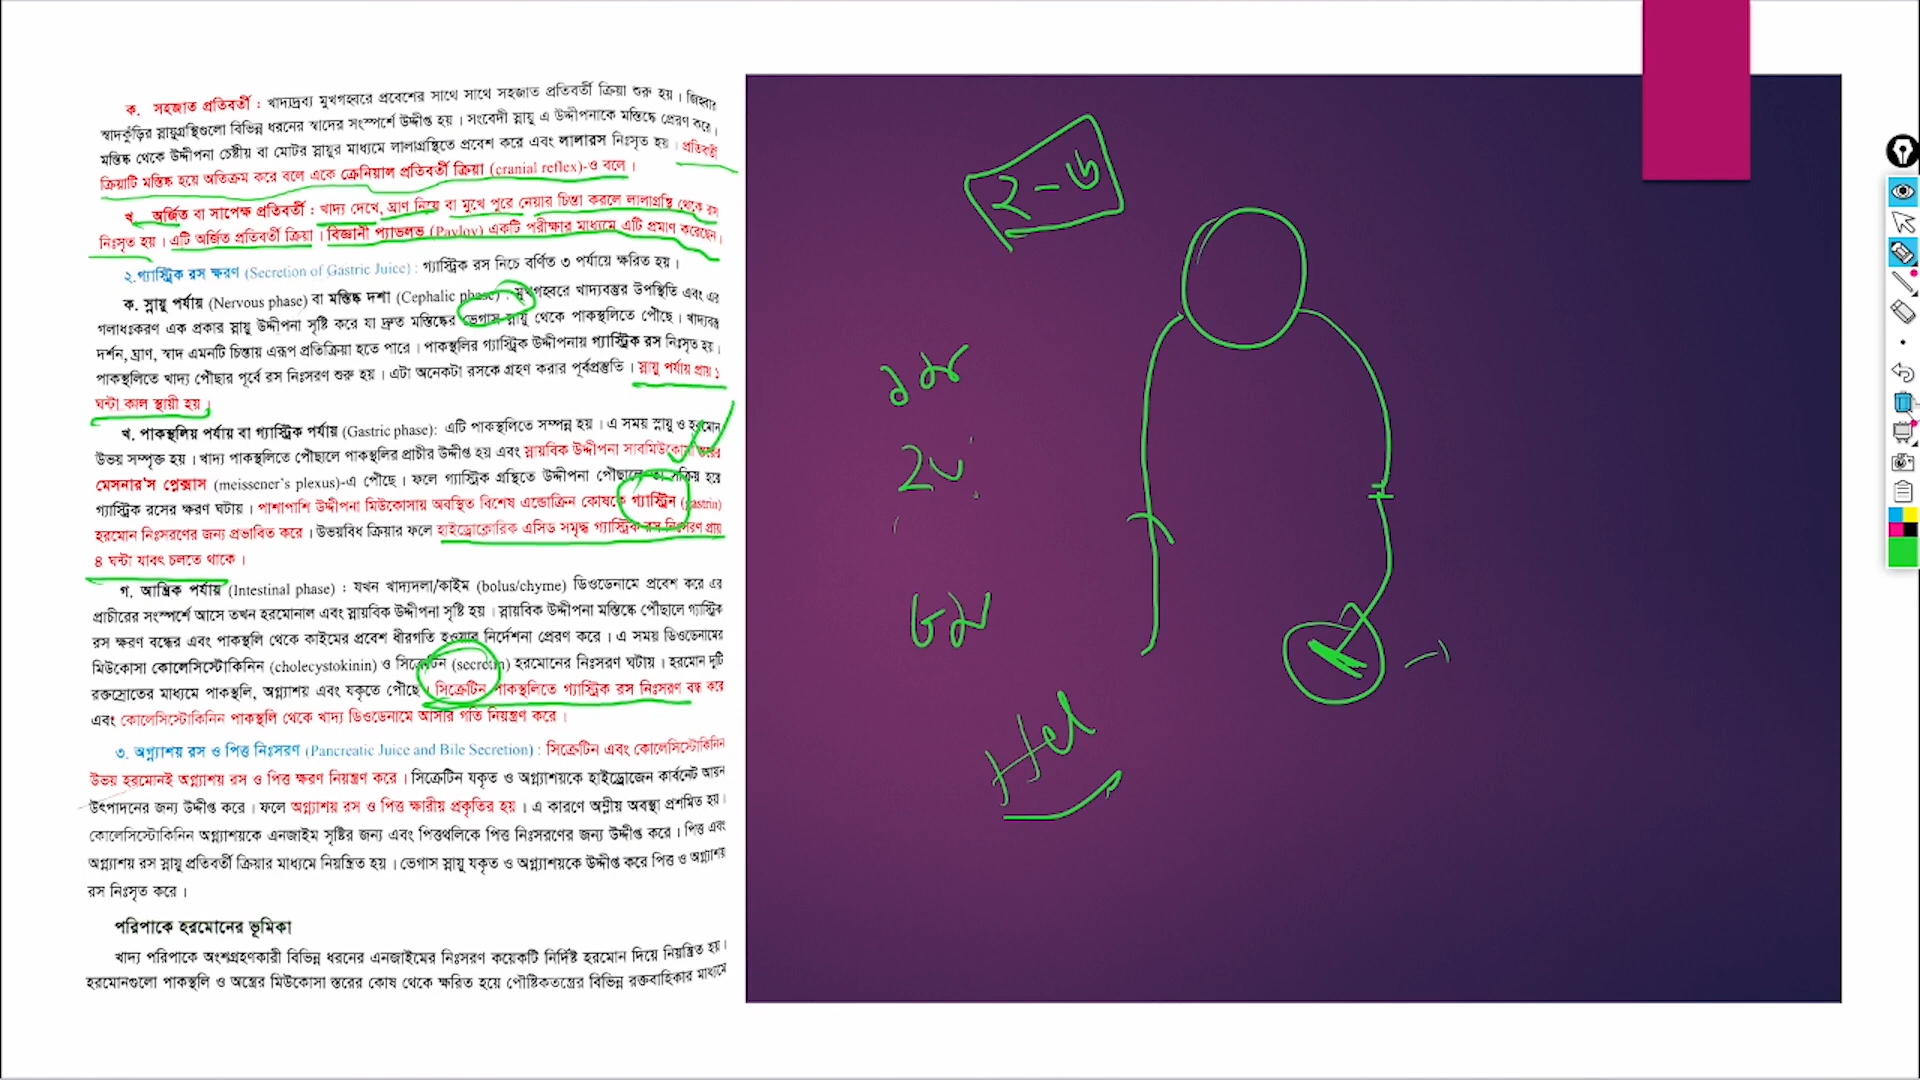 ক. সহজাত প্রতিবর্তী : খাদ্যদ্রব্য মুখগহ্বরে প্রবেশের সাথে সাথে সহজাত প্রতিবর্তী ক্রিয়া শুরু হয়। জিহ্বার
স্বাদকুঁড়ির স্নায়ুগ্রন্থিগুলো বিভিন্ন ধরনের স্বাদের সংস্পর্শে উদ্দীপ্ত হয়। সংবেদী স্নায়ু এ উদ্দীপনাকে মস্তিষ্কে প্রেরণ করে।
মস্তিষ্ক থেকে উদ্দীপনা চেষ্টীয় বা মোটর স্নায়ুর মাধ্যমে লালাগ্রন্থিতে প্রবেশ করে এবং লালারস নিঃসৃত হয়। প্রতিবর্তী
ক্রিয়াটি মস্তিষ্ক হয়ে অতিক্রম করে বলে একে ক্রেনিয়াল প্রতিবর্তী ক্রিয়া (cranial reflex)-ও বলে।
খ. অর্জিত বা সাপেক্ষ প্রতিবর্তী : খাদ্য দেখে, ঘ্রাণ নিয়ে বা মুখে পুরে নেয়ার চিন্তা করলে লালাগ্রন্থি থেকে রস
নিঃসৃত হয়। এটি অর্জিত প্রতিবর্তী ক্রিয়া। বিজ্ঞানী প্যাভলভ (Pavlov) একটি পরীক্ষার মাধ্যমে এটি প্রমাণ করেছেন।
২.গ্যাস্ট্রিক রস ক্ষরণ (Secretion of Gastric Juice) : গ্যাস্ট্রিক রস নিচে বর্ণিত ৩ পর্যায়ে ক্ষরিত হয়।
ক. স্নায়ু পর্যায় (Nervous phase) বা মস্তিষ্ক দশা (Cephalic phase) : মুখগহ্বরে খাদ্যবস্তুর উপস্থিতি এবং এর
গলাধঃকরণ এক প্রকার স্নায়ু উদ্দীপনা সৃষ্টি করে যা দ্রুত মস্তিষ্কের ভেগাস স্নায়ু থেকে পাকস্থলিতে পৌছে। খাদ্যবস্তু
দর্শন, ঘ্রাণ, স্বাদ এমনটি চিন্তায় এরূপ প্রতিক্রিয়া হতে পারে। পাকস্থলির গ্যাস্ট্রিক উদ্দীপনায় গ্যাস্ট্রিক রস নিঃসৃত হয়।
পাকস্থলিতে খাদ্য পৌছার পূর্বে রস নিঃসরণ শুরু হয়। এটা অনেকটা রসকে গ্রহণ করার পূর্বপ্রস্তুতি। স্নায়ু পর্যায় প্রায় ১
ঘন্টা কাল স্থায়ী হয়।
খ. পাকস্থলিয় পর্যায় বা গ্যাস্ট্রিক পর্যায় (Gastric phase): এটি পাকস্থলিতে সম্পন্ন হয়। এ সময় স্নায়ু ও হরমোন
উভয় সম্পৃক্ত হয়। খাদ্য পাকস্থলিতে পৌছালে পাকস্থলির প্রাচীর উদ্দীপ্ত হয় এবং স্নায়বিক উদ্দীপনা সাবমিউকোসা স্তরের
মেসনার'স প্লেক্সাস (meissener's plexus)-এ পৌছে। ফলে গ্যাস্ট্রিক গ্রন্থিতে উদ্দীপনা পৌছালে তা সক্রিয় হয়ে
গ্যাস্ট্রিক রসের ক্ষরণ ঘটায়। পাশাপাশি উদ্দীপনা মিউকোসায় অবস্থিত বিশেষ এন্ডোক্রিন কোষকে গ্যাস্ট্রিন (gastrin)
হরমোন নিঃসরণের জন্য প্রভাবিত করে। উভয়বিধ ক্রিয়ার ফলে হাইড্রোক্লোরিক এসিড সমৃদ্ধ গ্যাস্ট্রিক রস নিঃসরণ প্রায়
৪ ঘন্টা যাবৎ চলতে থাকে।
গ. আন্ত্রিক পর্যায় (Intestinal phase) : যখন খাদ্যদলা/কাইম (bolus/chyme) ডিওডেনামে প্রবেশ করে এর
প্রাচীরের সংস্পর্শে আসে তখন হরমোনাল এবং স্নায়বিক উদ্দীপনা সৃষ্টি হয়। স্নায়বিক উদ্দীপনা মস্তিষ্কে পৌঁছালে গ্যাস্ট্রিক
রস ক্ষরণ বন্ধের এবং পাকস্থলি থেকে কাইমের প্রবেশ ধীরগতি হওয়ার নির্দেশনা প্রেরণ করে। এ সময় ডিওডেনামের
মিউকোসা কোলেসিস্টোকিনিন (cholecystokinin) ও সিক্রেটিন (secretin) হরমোনের নিঃসরণ ঘটায়। হরমোন দুটি
রক্তস্রোতের মাধ্যমে পাকস্থলি, অগ্ন্যাশয় এবং যকৃতে পৌছে। সিক্রেটিন পাকস্থলিতে গ্যাস্ট্রিক রস নিঃসরণ বন্ধ করে
এবং কোলেসিস্টোকিনিন পাকস্থলি থেকে খাদ্য ডিওডেনামে আসার গতি নিয়ন্ত্রণ করে।
৩. অগ্ন্যাশয় রস ও পিত্ত নিঃসরণ (Pancreatic Juice and Bile Secretion) : সিক্রেটিন এবং কোলেসিস্টোকিনিন
উভয় হরমোনই অগ্ন্যাশয় রস ও পিত্ত ক্ষরণ নিয়ন্ত্রণ করে। সিক্রেটিন যকৃত ও অগ্ন্যাশয়কে হাইড্রোজেন কার্বনেট আয়ন
উৎপাদনের জন্য উদ্দীপ্ত করে। ফলে অগ্ন্যাশয় রস ও পিত্ত ক্ষারীয় প্রকৃতির হয়। এ কারণে অম্লীয় অবস্থা প্রশমিত হয়।
কোলেসিস্টোকিনিন অগ্ন্যাশয়কে এনজাইম সৃষ্টির জন্য এবং পিত্তথলিকে পিত্ত নিঃসরণের জন্য উদ্দীপ্ত করে। পিত্ত এবং
অগ্ন্যাশয় রস স্নায়ু প্রতিবর্তী ক্রিয়ার মাধ্যমে নিয়ন্ত্রিত হয়। ভেগাস স্নায়ু যকৃত ও অগ্ন্যাশয়কে উদ্দীপ্ত করে পিত্ত ও অগ্ন্যাশয়
রস নিঃসৃত করে।
পরিপাকে হরমোনের ভূমিকা
খাদ্য পরিপাকে অংশগ্রহণকারী বিভিন্ন ধরনের এনজাইমের নিঃসরণ কয়েকটি নির্দিষ্ট হরমোন দিয়ে নিয়ন্ত্রিত হয়।
হরমোনগুলো পাকস্থলি ও অন্ত্রের মিউকোসা স্তরের কোষ থেকে ক্ষরিত হয়ে পৌষ্টিকতন্ত্রের বিভিন্ন রক্তবাহিকার মাধ্যমে
২-৩
Hcl